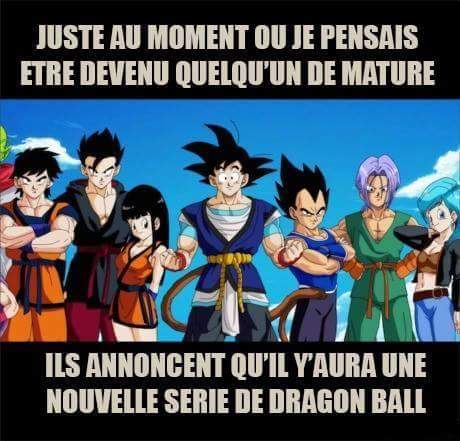 JUSTE AU MOMENT OU JE PENSAIS
ETRE DEVENU QUELQU'UN DE MATURE
ILS ANNONCENT QU'IL Y'AURA UNE
NOUVELLE SERIE DE DRAGON BALL